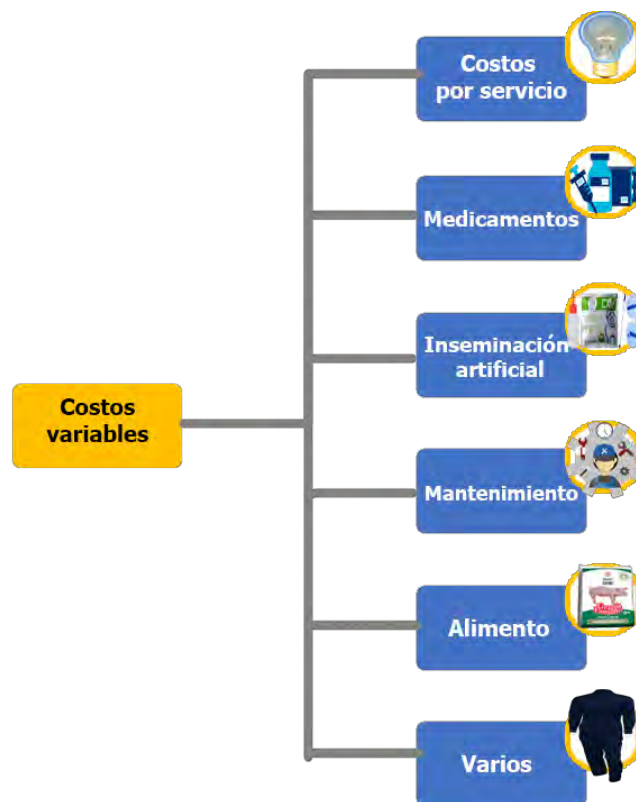 Costos
por servicio
Medicamentos
Inseminación
artificial
Costos
variables
Mantenimiento
Alimento
Varios